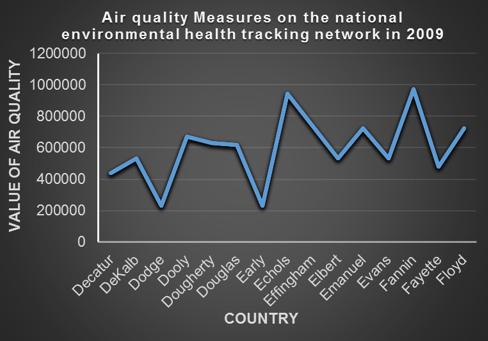 Air quality Measures on the national
environmental health tracking network in 2009
VALUE OF AIR QUALITY
1200000
1000000
800000
600000
400000
200000
0
Decatur
DeKalb
Dodge
Dooly
Dougherty
Douglas
Early
Echols
Effingham
Elbert
Emanuel
Evans
Fannin
Fayette
Floyd
COUNTRY